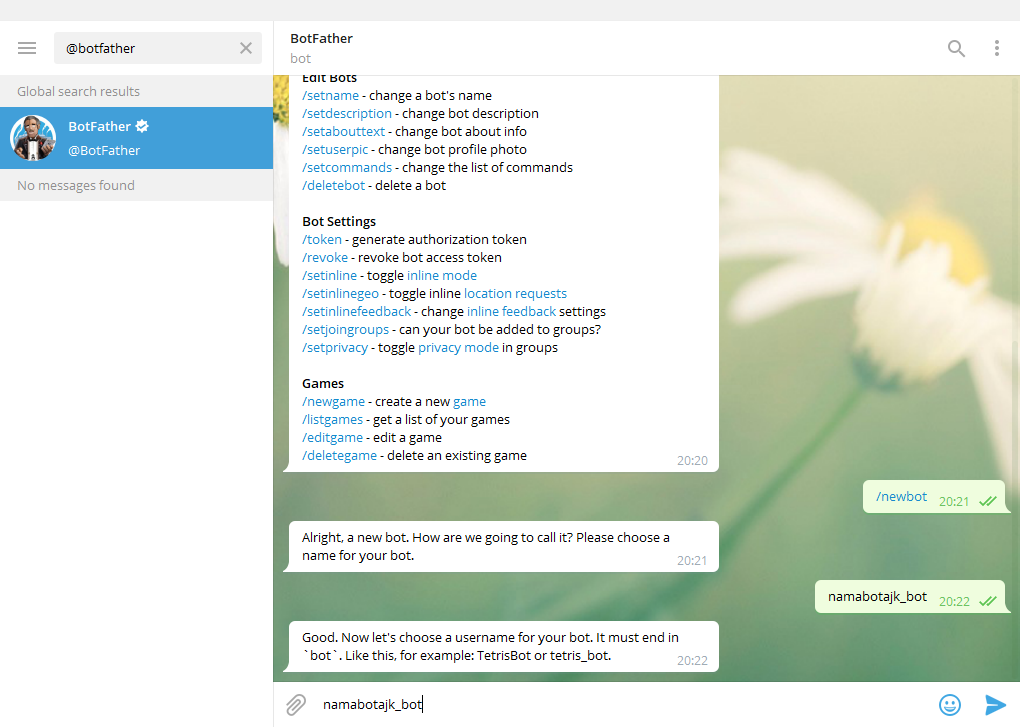 @botfather
Global search results
BotFather
@BotFather
No messages found
BotFather
bot
Edit Bots
/setname - change a bot's name
/setdescription - change bot description
/setabouttext - change bot about info
/setuserpic - change bot profile photo
/setcommands - change the list of commands
/deletebot - delete a bot
Bot Settings
/token - generate authorization token
/revoke - revoke bot access token
/setinline - toggle inline mode
/setinlinegeo - toggle inline location requests
/setinlinefeedback - change inline feedback settings
/setjoingroups - can your bot be added to groups?
/setprivacy - toggle privacy mode in groups
Games
/newgame - create a new game
/listgames - get a list of your games
/editgame - edit a game
/deletegame - delete an existing game
20:20
/newbot 20:21
Alright, a new bot. How are we going to call it? Please choose a
name for your bot.
20:21
namabotajk_bot 20:22
Good. Now let's choose a username for your bot. It must end in
`bot`. Like this, for example: TetrisBot or tetris_bot.
20:22
namabotajk_bot